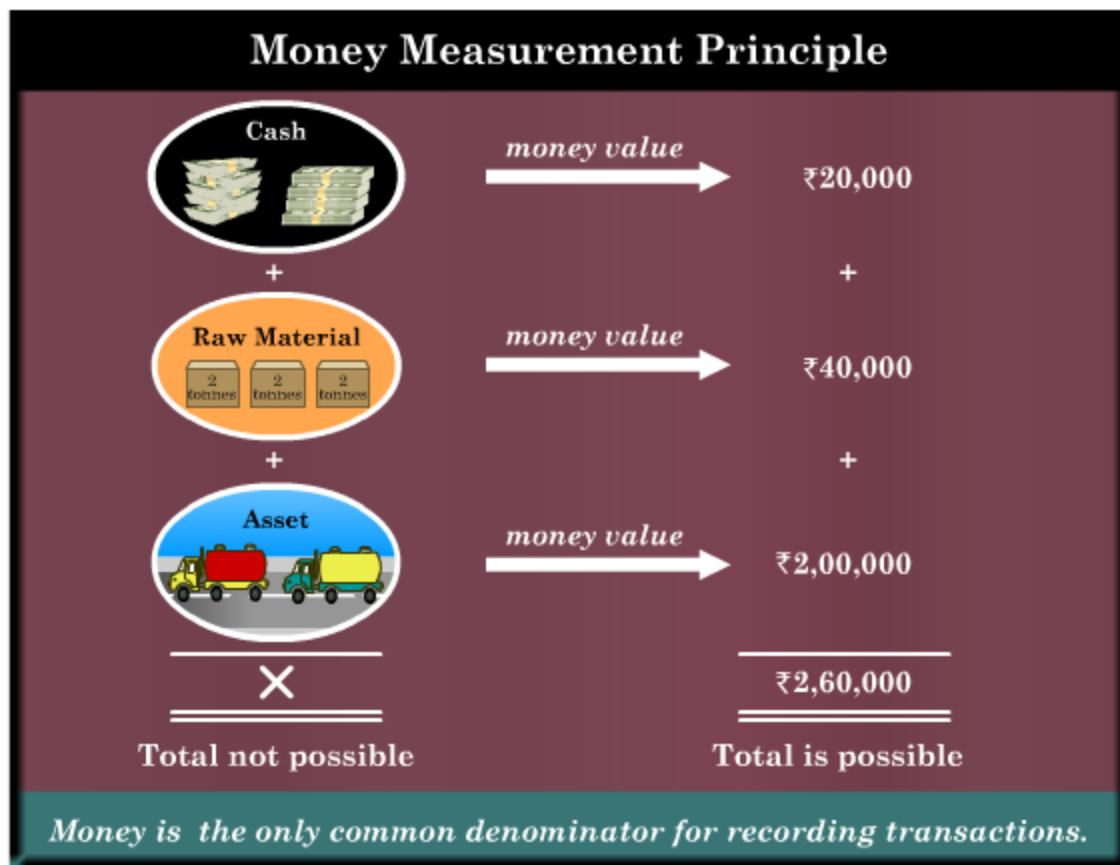 Money Measurement Principle
Cash
money value
₹20,000
+
+
Raw Material
2 tonnes
2 tonnes
2 tonnes
money value
₹40,000
+
+
Asset
money value
₹2,00,000
×
₹2,60,000
Total not possible
Total is possible
Money is the only common denominator for recording transactions.